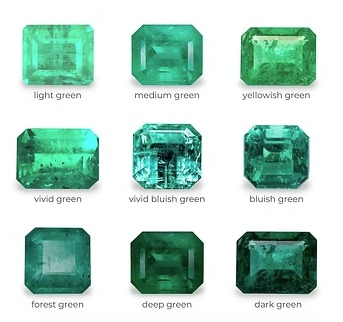 light green
medium green
yellowish green
vivid green
vivid bluish green
bluish green
forest green
deep green
dark green